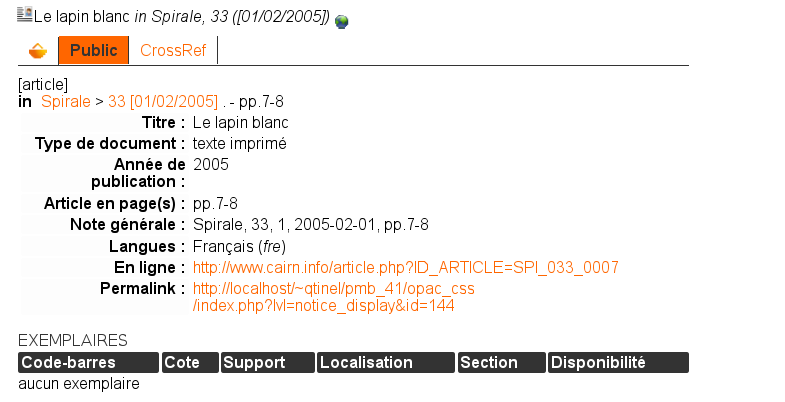 Le lapin blanc in Spirale, 33 ([01/02/2005])
Public CrossRef
[article]
in Spirale > 33 [01/02/2005] . - pp.7-8
Titre : Le lapin blanc
Type de document : texte imprimé
Année de publication : 2005
Article en page(s) : pp.7-8
Note générale : Spirale, 33, 1, 2005-02-01, pp.7-8
Langues : Français (fre)
En ligne : http://www.cairn.info/article.php?ID_ARTICLE=SPI_033_0007
Permalink : http://localhost/~qtinel/pmb_41/opac_css
/index.php?lvl=notice_display&id=144
EXEMPLAIRES
Code-barres Cote Support Localisation Section Disponibilité
aucun exemplaire